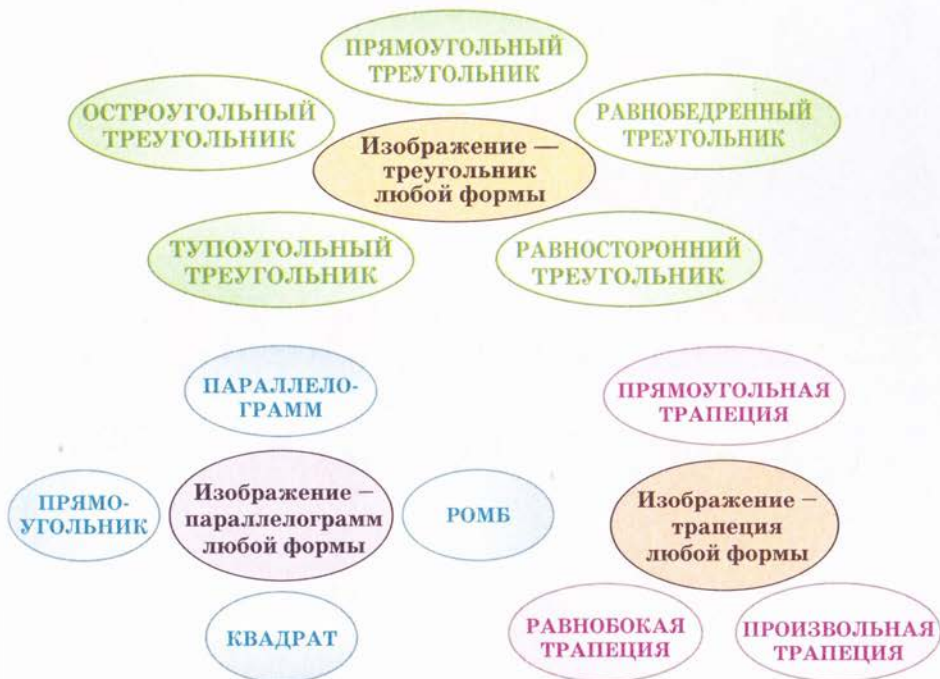 ПРЯМОУГОЛЬНЫЙ
ТРЕУГОЛЬНИК
ОСТРОУГОЛЬНЫЙ
ТРЕУГОЛЬНИК
РАВНОБЕДРЕННЫЙ
ТРЕУГОЛЬНИК
Изображение —
треугольник
любой формы
ТУПОУГОЛЬНЫЙ
ТРЕУГОЛЬНИК
РАВНОСТОРОННИЙ
ТРЕУГОЛЬНИК
ПАРАЛЛЕЛО-
ГРАММ
ПРЯМО-
УГОЛЬНИК
Изображение –
параллелограмм
любой формы
РОМБ
КВАДРАТ
ПРЯМОУГОЛЬНАЯ
ТРАПЕЦИЯ
Изображение –
трапеция
любой формы
РАВНОБОКАЯ
ТРАПЕЦИЯ
ПРОИЗВОЛЬНАЯ
ТРАПЕЦИЯ